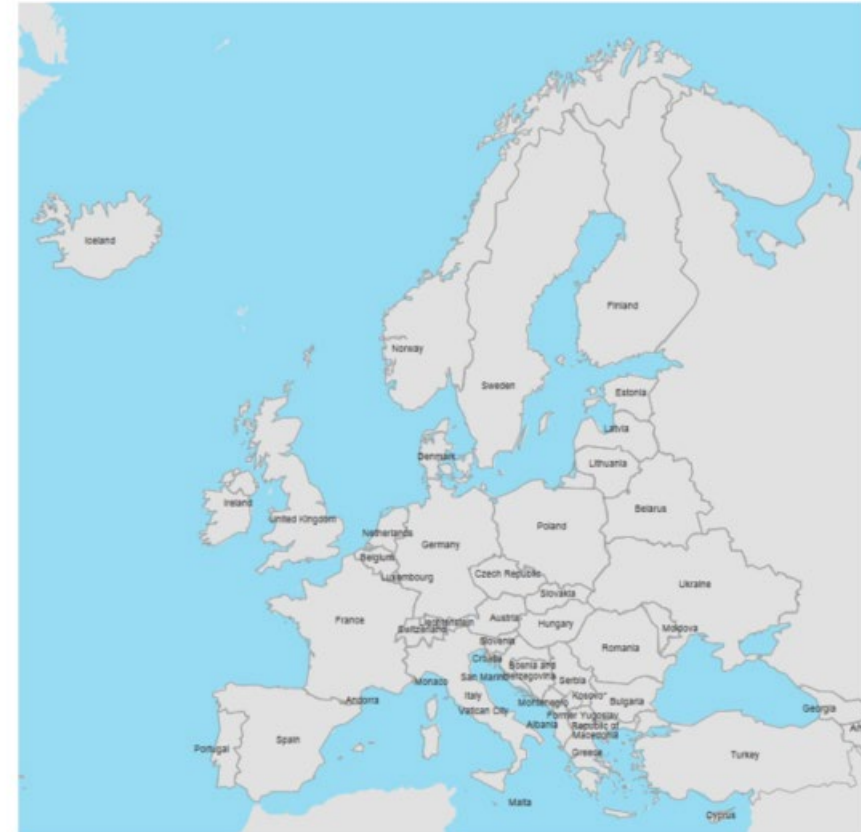 Iceland
Finland
Norway
Sweden
Estonia
Latvia
Denmark
Lithuania
Ireland
United Kingdom
Belarus
Netherlands
Germany
Poland
Belgium
Luxembourg
Czech Republic
Ukraine
Slovakia
France
Liechtenstein
Austria
Hungary
Switzerland
Moldova
Slovenia
Romania
Croatia
Bosnia and
Herzegovina
San Marino
Monaco
Serbia
Italy
Kosovo*
Andorra
Montenegro
Bulgaria
Vatican City
Georgia
Former Yugoslav
Republic of
Macedonia
Albania
Portugal
Spain
Greece
Turkey
Malta
Cyprus